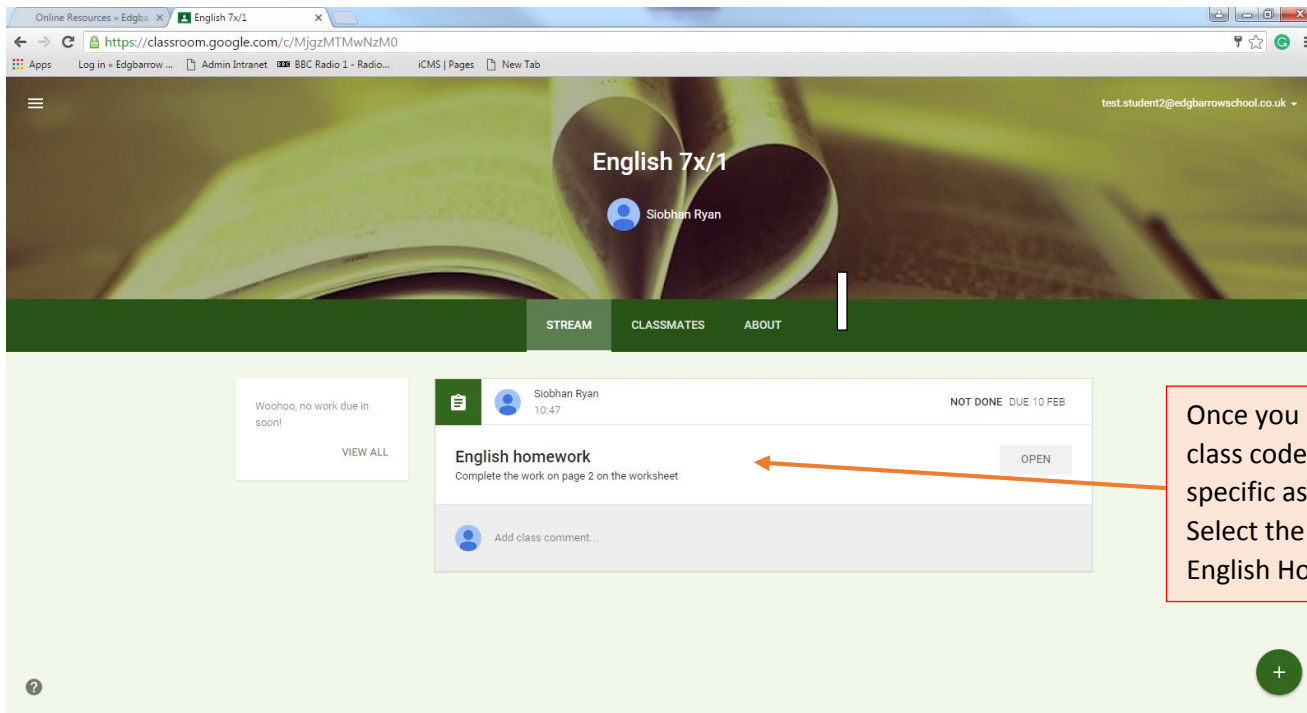 Online Resources » Edgba
English 7x/1
https://classroom.google.com/c/MjgzMTMwNzM0
Apps Log in » Edgbarrow ... Admin Intranet BBC Radio 1 - Radio... iCMS | Pages New Tab
test.student2@edgbarrowschool.co.uk
English 7x/1
Siobhan Ryan
STREAM CLASSMATES ABOUT
Woohoo, no work due in
soon!
VIEW ALL
Siobhan Ryan
10:47
NOT DONE DUE 10 FEB
English homework
Complete the work on page 2 on the worksheet
OPEN
Add class comment...
Once you
class code
specific as
Select the
English Ho